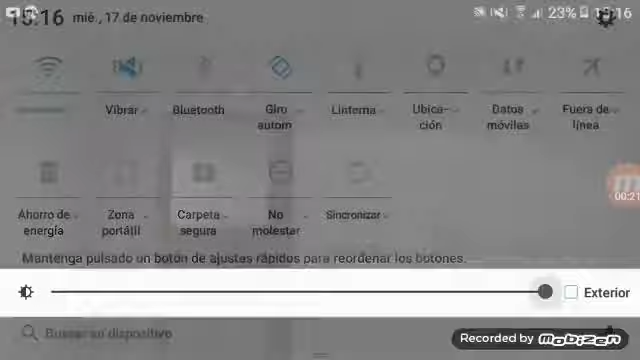 15:16 mié., 17 de noviembre
23% 15:16
Vibrar
Bluetooth
Giro
autom
Linterna
Ubica-
ción
Datos
móviles
Fuera de
línea
00:21
Ahorro de
energía
Zona
portátil
Carpeta
segura
No
molestar
Sincronizar
Mantenga pulsado un botón de ajustes rápidos para reordenar los botones.
Exterior
Buscar en dispositivo
Recorded by MOBIZEN